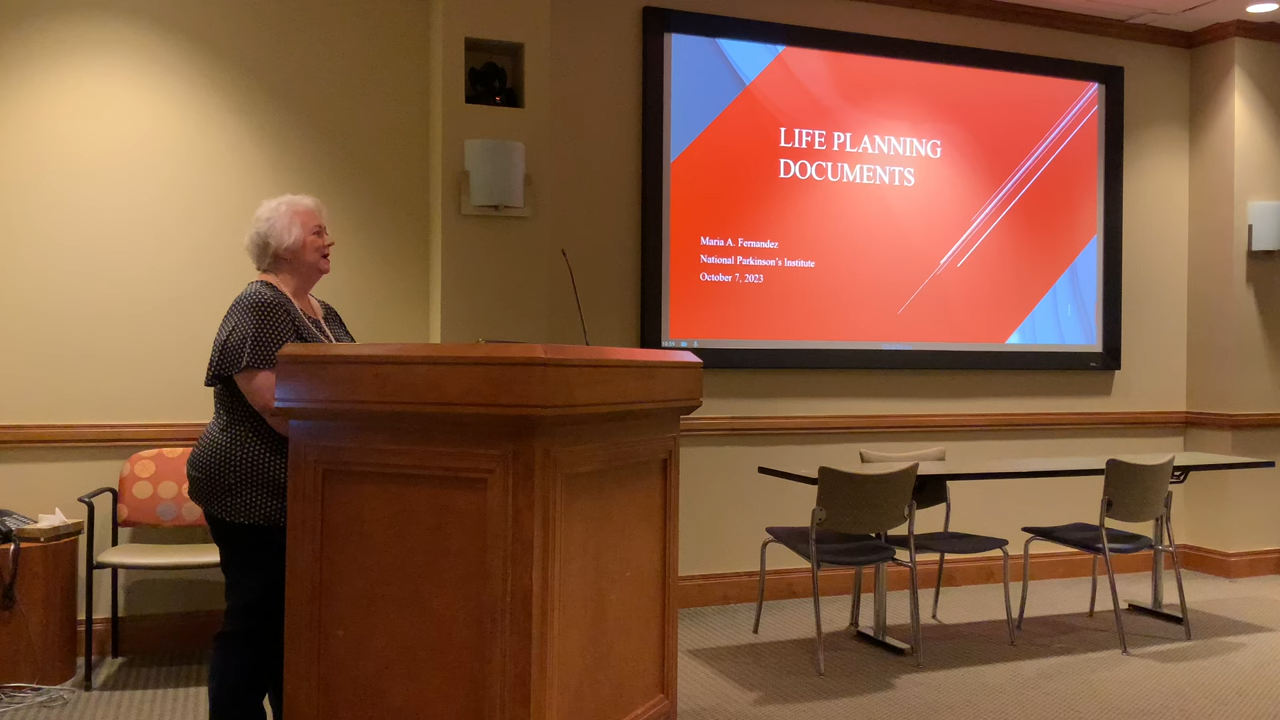 LIFE PLANNING
DOCUMENTS
Maria A. Fernandez
National Parkinson's Institute
October 7, 2023